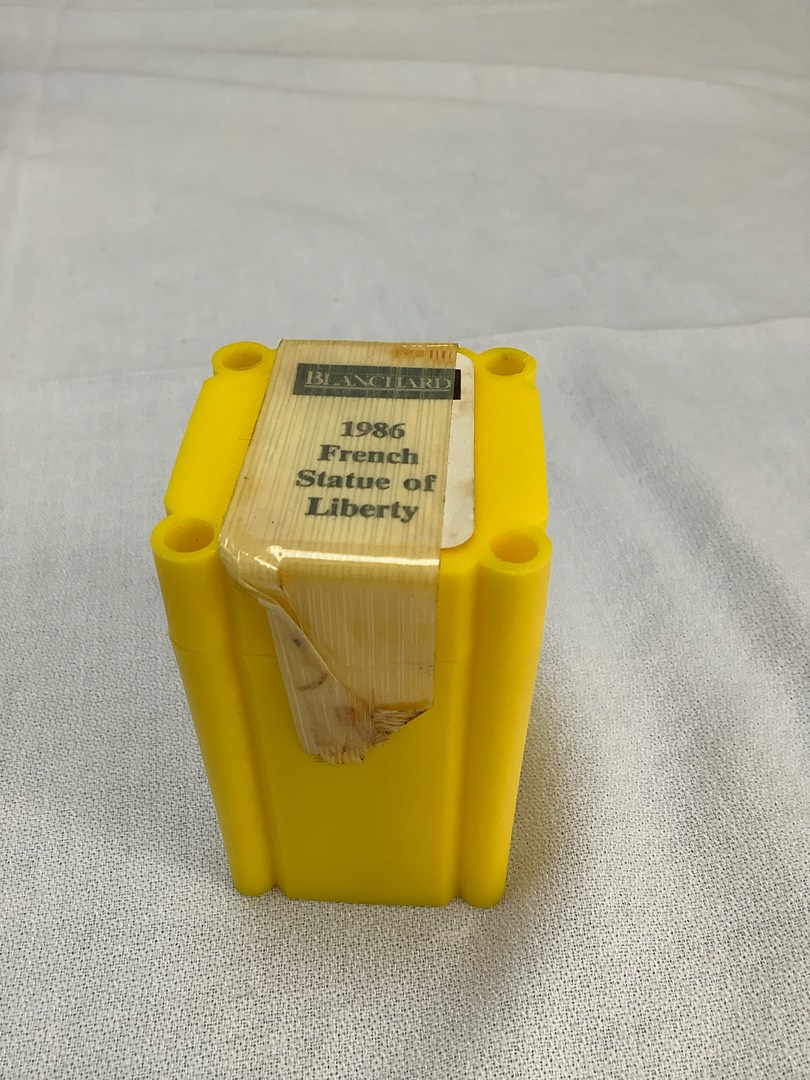 BLANCHARD
1986
French
Statue of
Liberty